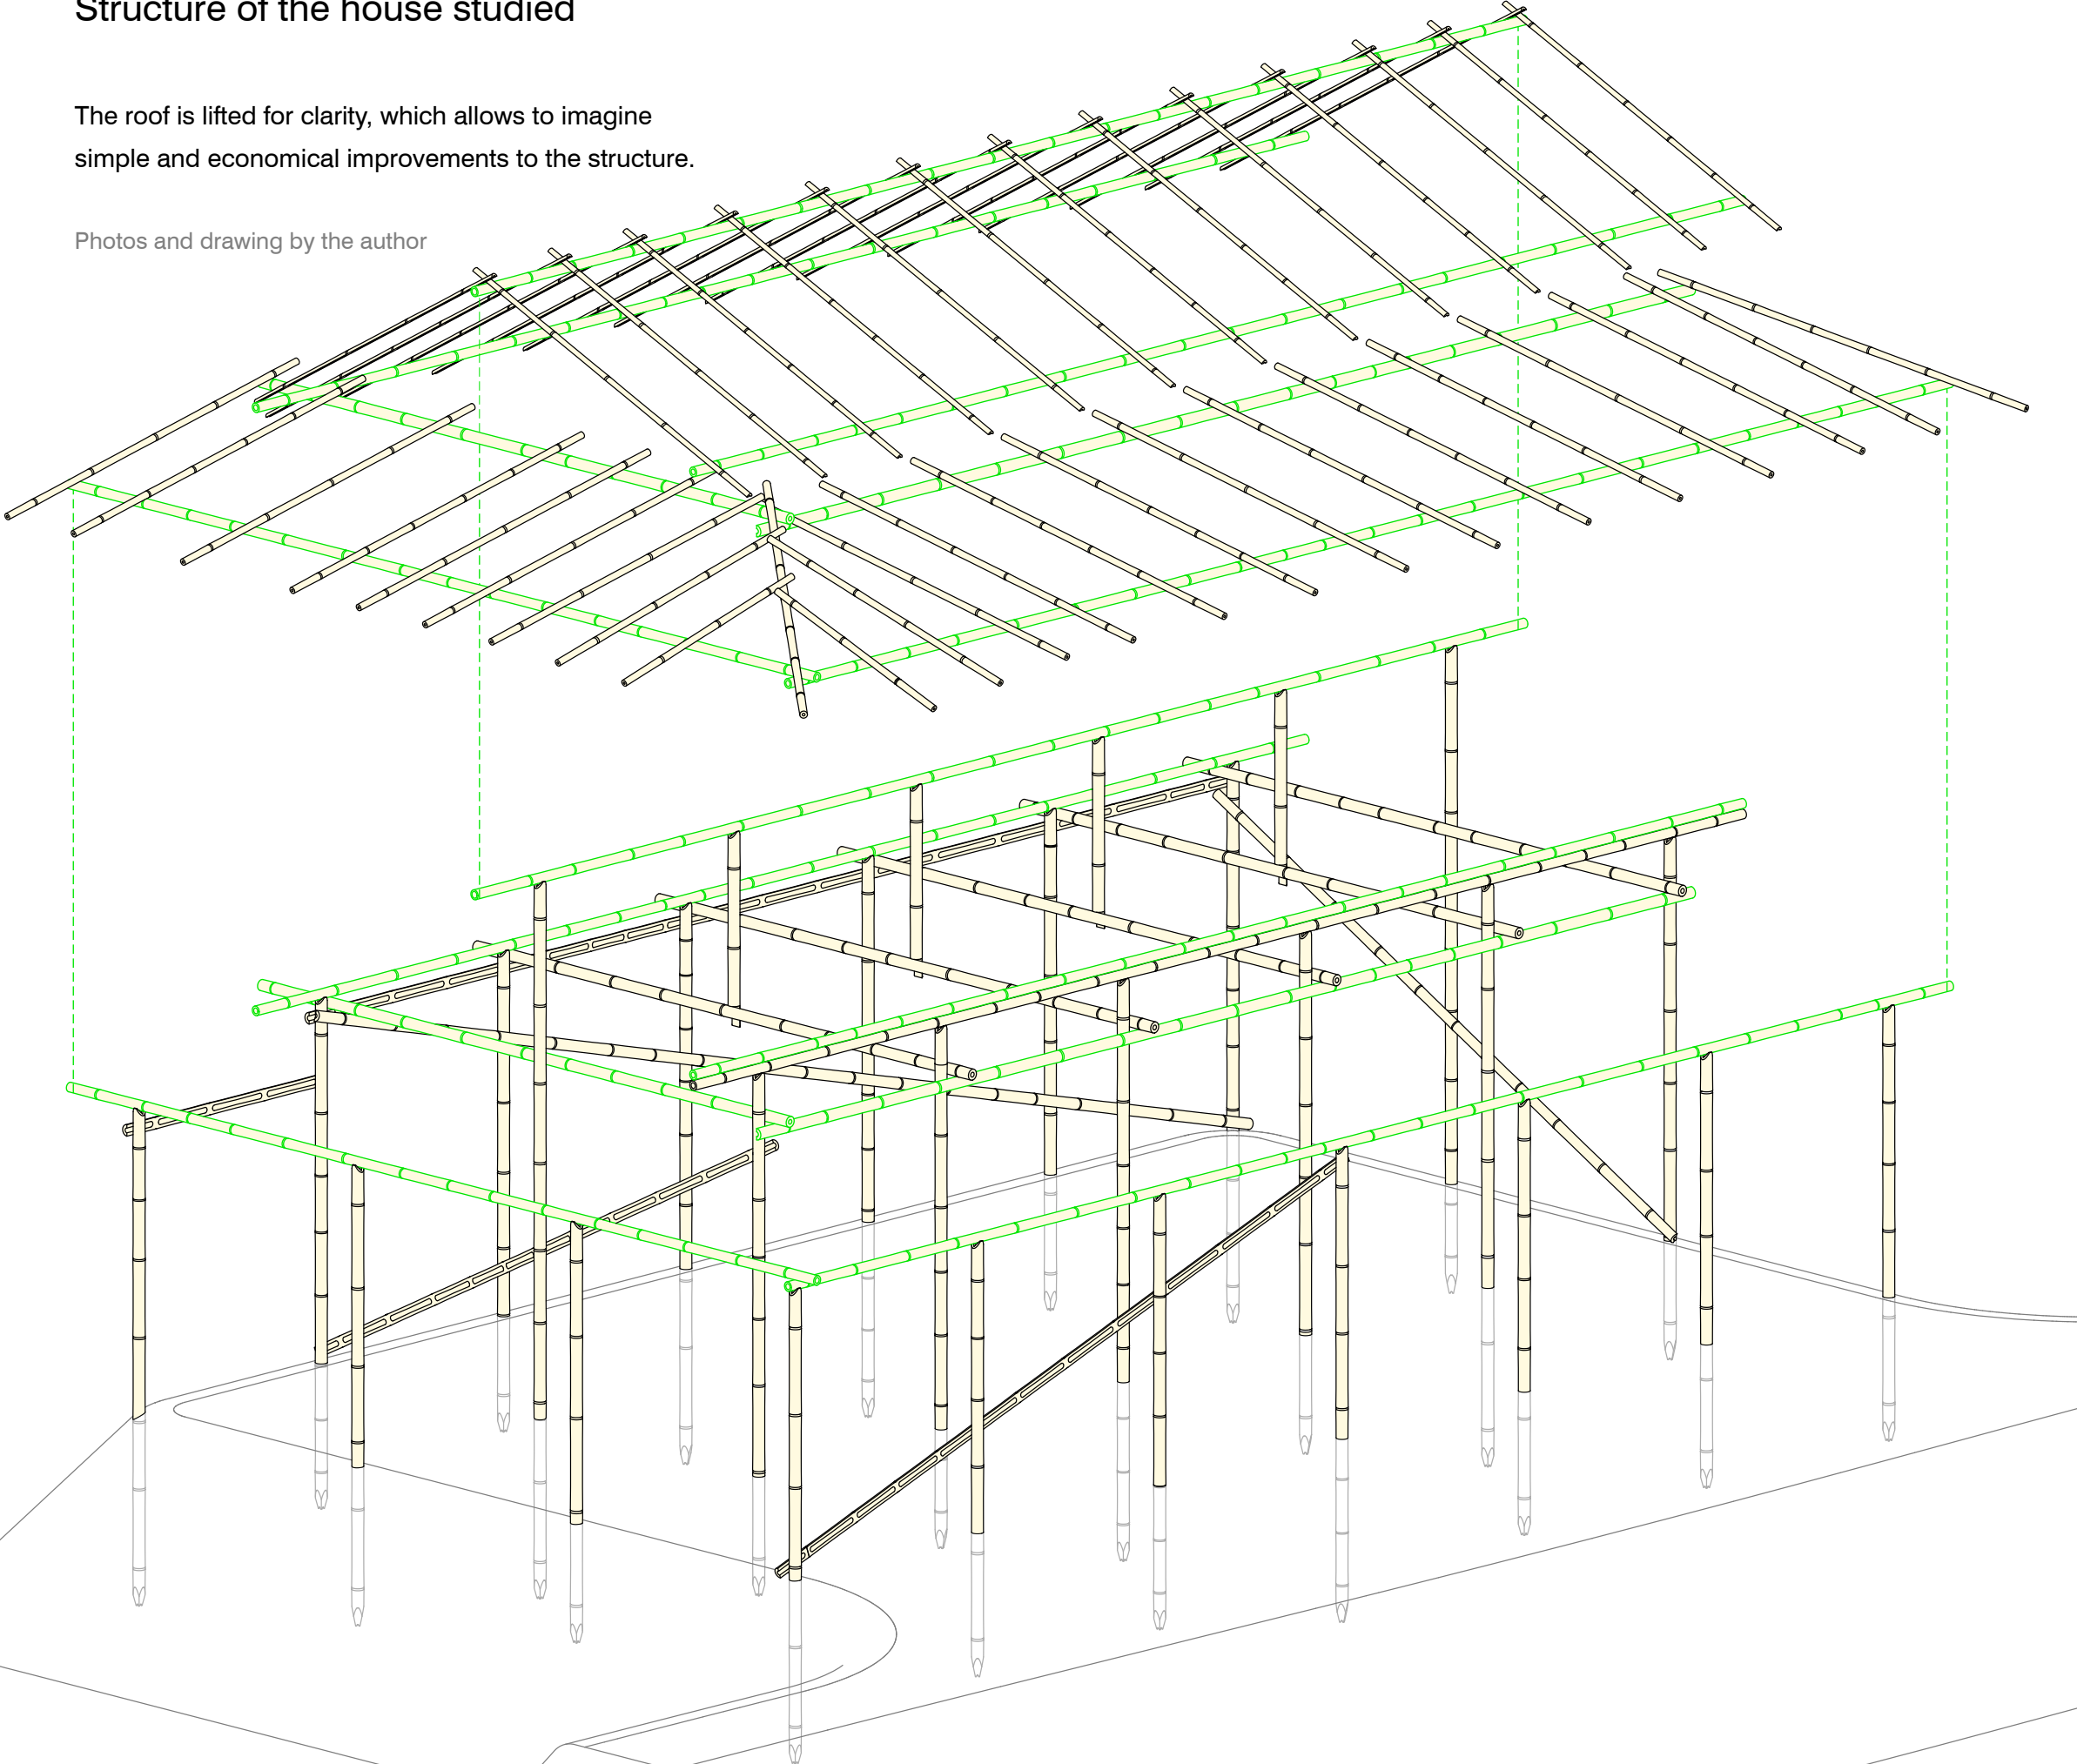 Structure of the house studied
The roof is lifted for clarity, which allows to imagine
simple and economical improvements to the structure.
Photos and drawing by the author